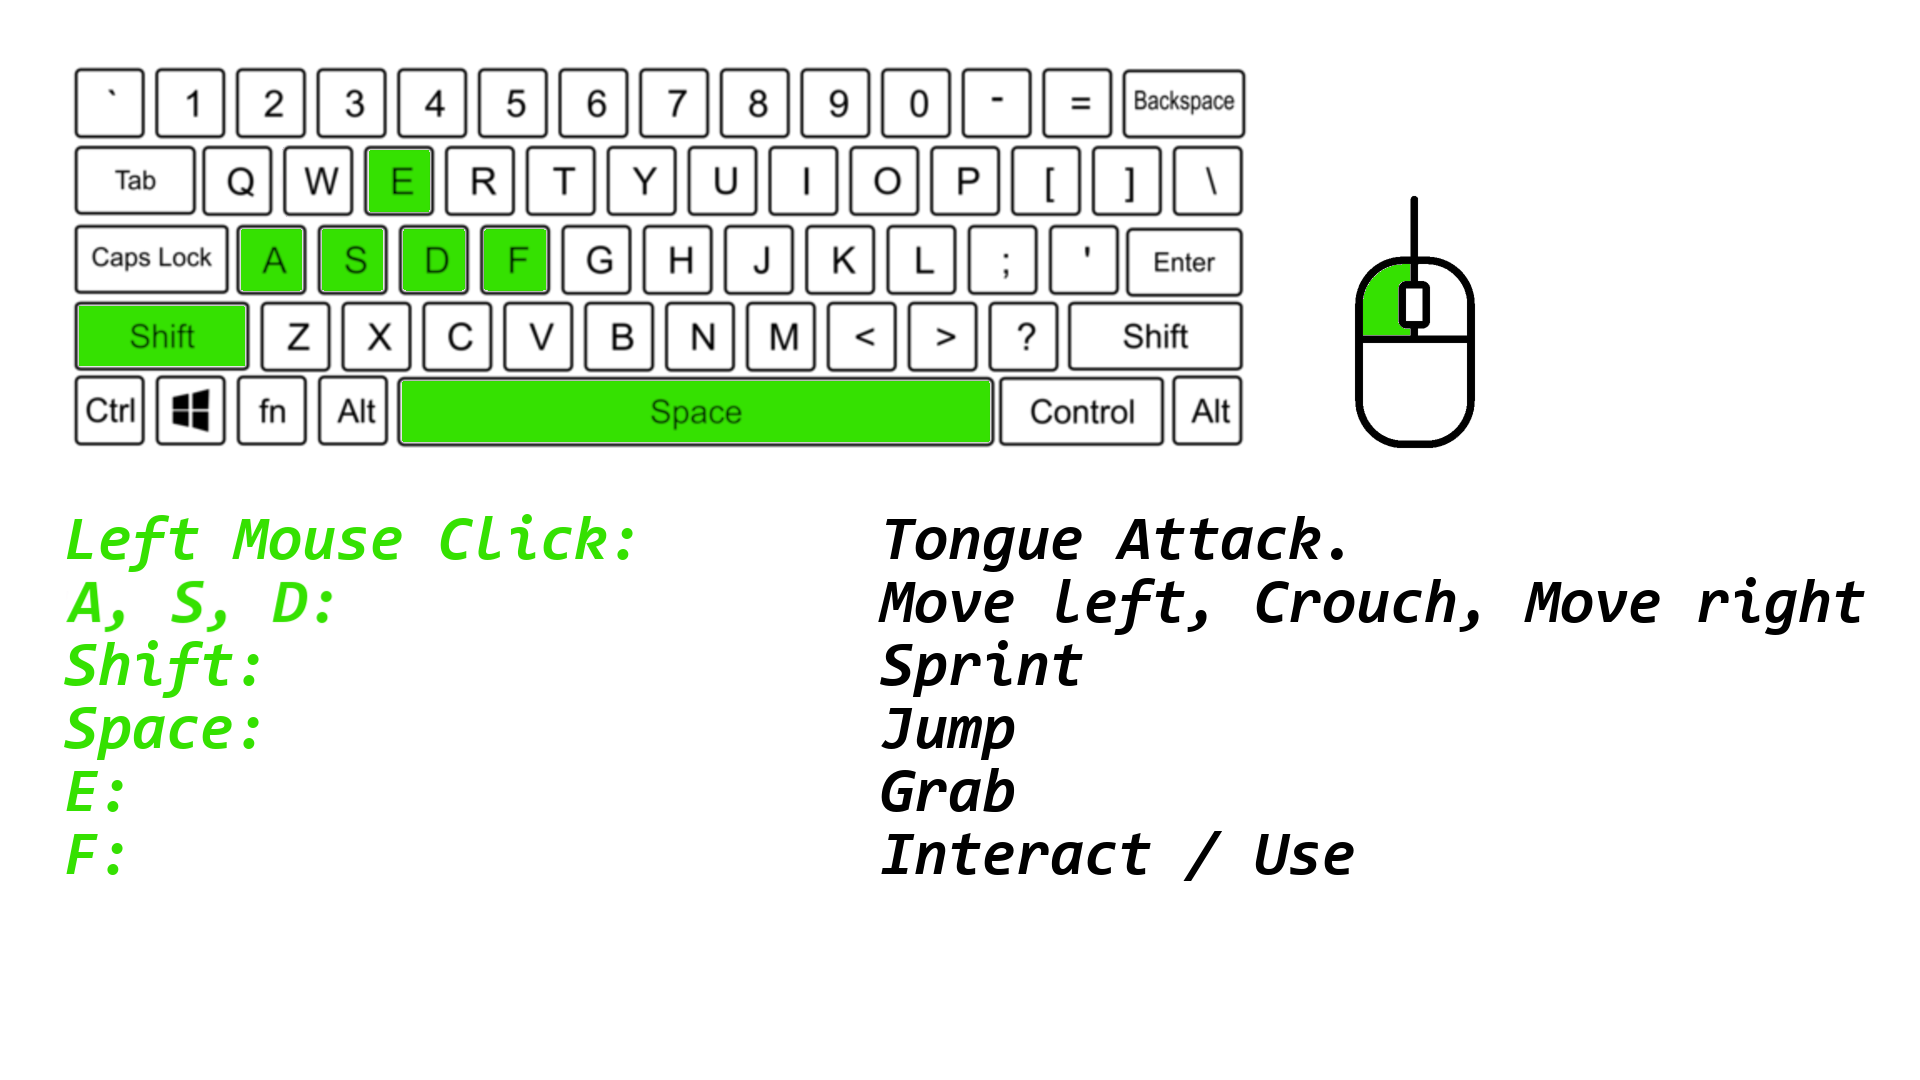 ` 1 2 3 4 5 6 7 8 9 0 - = Backspace
Tab Q W E R T Y U I O P [ ] \
Caps Lock A S D F G H J K L ; ' Enter
Shift Z X C V B N M < > ? Shift
Ctrl fn Alt Space Control Alt
Left Mouse Click: Tongue Attack.
A, S, D: Move left, Crouch, Move right
Shift: Sprint
Space: Jump
E: Grab
F: Interact / Use